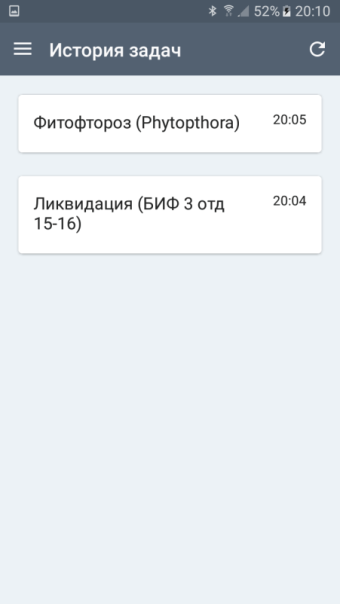 52% 20:10
История задач
Фитофтороз (Phytopthora) 20:05
Ликвидация (БИФ 3 отд 20:04
15-16)